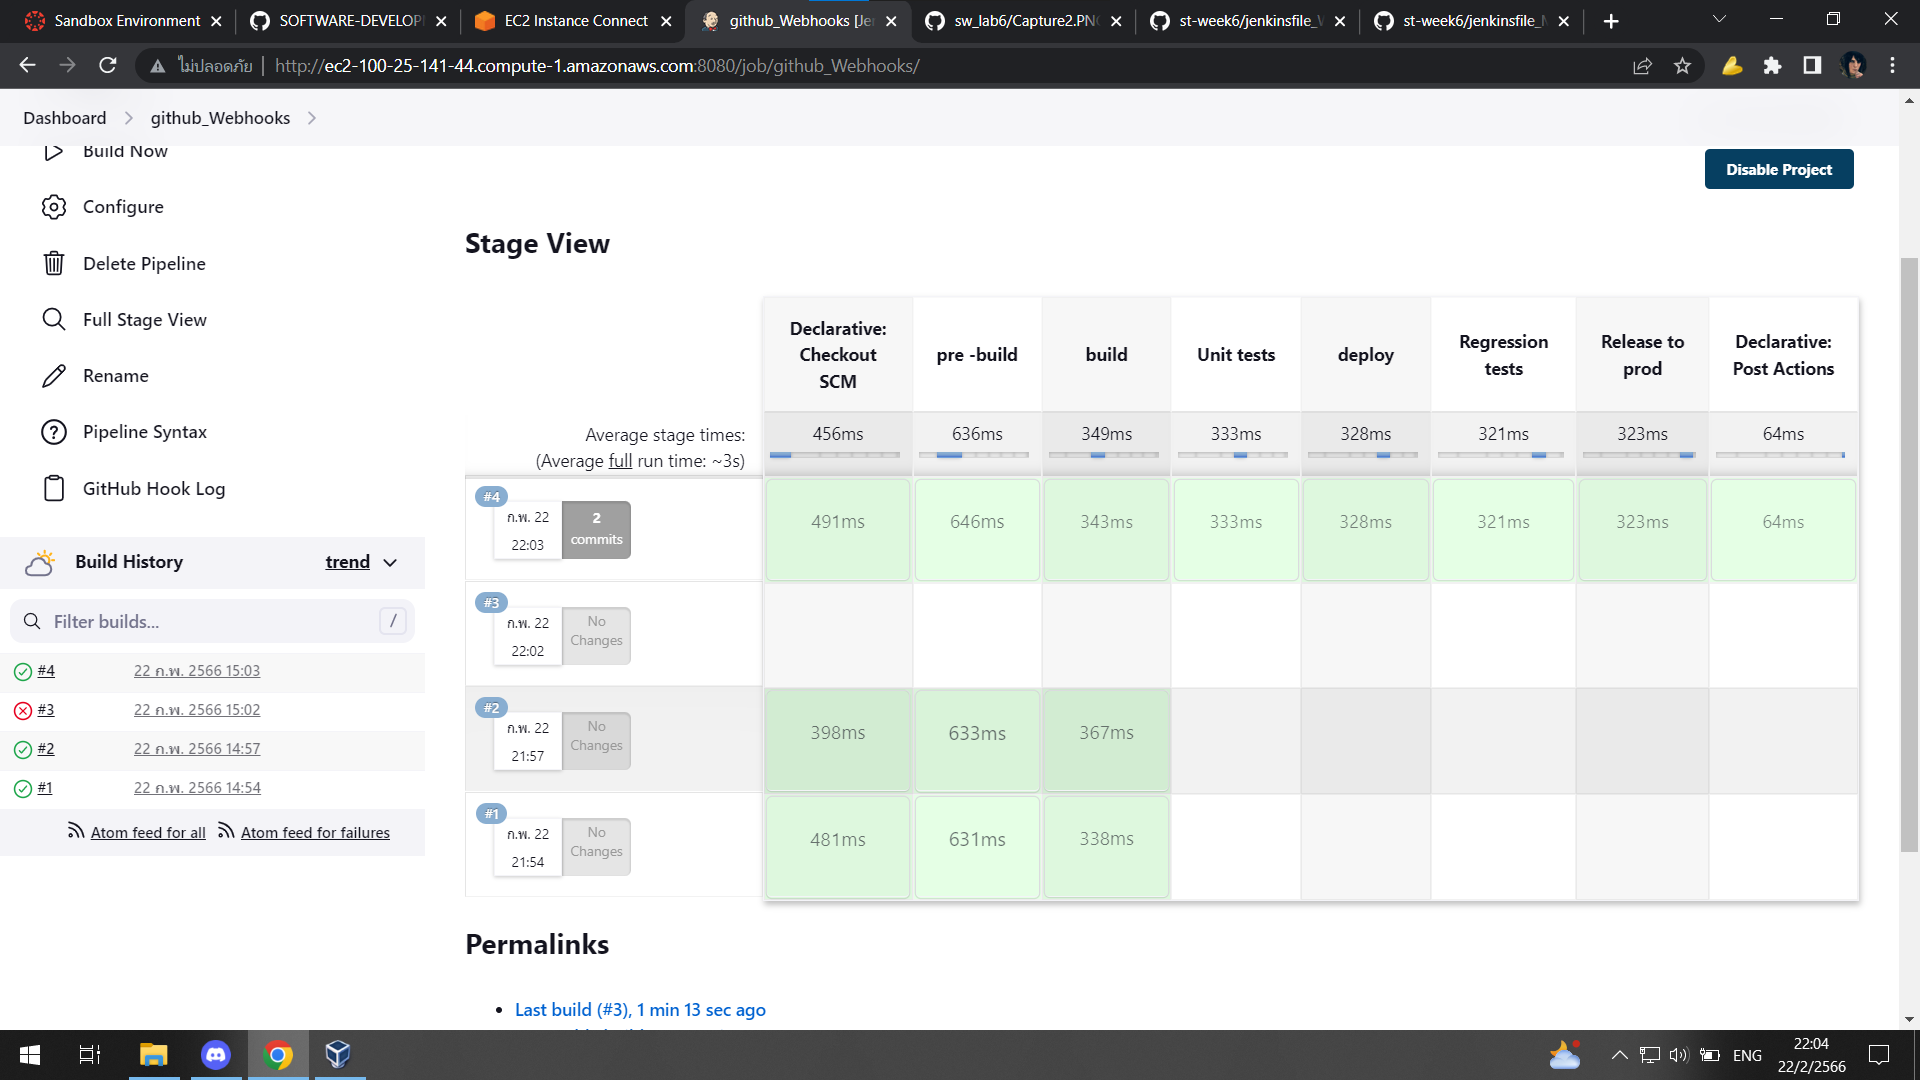 Sandbox Environment
SOFTWARE-DEVELOP
EC2 Instance Connect
github_Webhooks [Je
sw_lab6/Capture2.PN
st-week6/jenkinsfile_
st-week6/jenkinsfile_
ไม่ปลอดภัย
http://ec2-100-25-141-44.compute-1.amazonaws.com:8080/job/github_Webhooks/
Dashboard
github_Webhooks
Build Now
Configure
Delete Pipeline
Full Stage View
Rename
Pipeline Syntax
GitHub Hook Log
Build History
trend
Filter builds...
/
#4 22 ก.พ. 2566 15:03
#3 22 ก.พ. 2566 15:02
#2 22 ก.พ. 2566 14:57
#1 22 ก.พ. 2566 14:54
Atom feed for all
Atom feed for failures
Disable Project
Stage View
Declarative:
Checkout
SCM
pre -build
build
Unit tests
deploy
Regression
tests
Release to
prod
Declarative:
Post Actions
Average stage times:
(Average full run time: ~3s)
456ms 636ms 349ms 333ms 328ms 321ms 323ms 64ms
#4
ก.พ. 22
22:03
2
commits
491ms 646ms 343ms 333ms 328ms 321ms 323ms 64ms
#3
ก.พ. 22
22:02
No
Changes
#2
ก.พ. 22
21:57
No
Changes
398ms 633ms 367ms
#1
ก.พ. 22
21:54
No
Changes
481ms 631ms 338ms
Permalinks
Last build (#3), 1 min 13 sec ago
ENG
22:04
22/2/2566